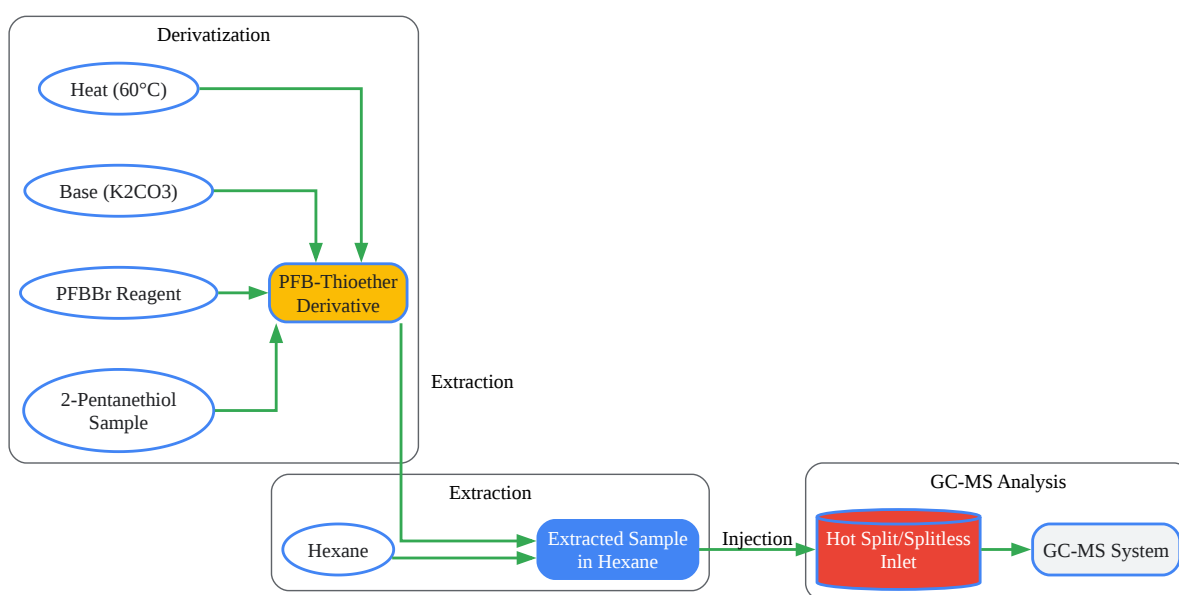 Derivatization
Heat (60°C)
Base (K2CO3)
PFBBr Reagent
PFB-Thioether
Derivative
2-Pentanethiol
Sample
Extraction
Extraction
Hexane
Extracted Sample
in Hexane
Injection
GC-MS Analysis
Hot Split/Splitless
Inlet
GC-MS System